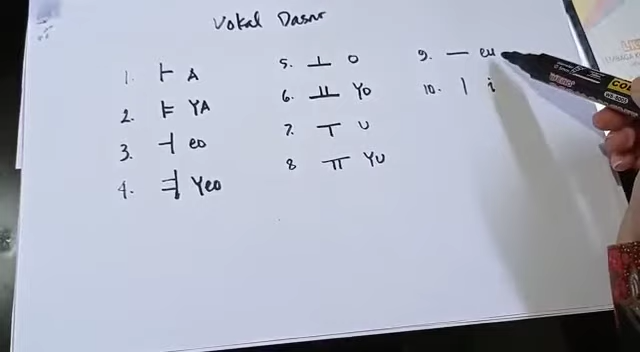 Vokal Dasar
1. ㅏ A
2. ㅑ YA
3. ㅓ eo
4. ㅕ Yeo
5. ㅗ O
6. ㅛ YO
7. ㅜ U
8 ㅠ YU
9. ㅡ eu
10. ㅣ i